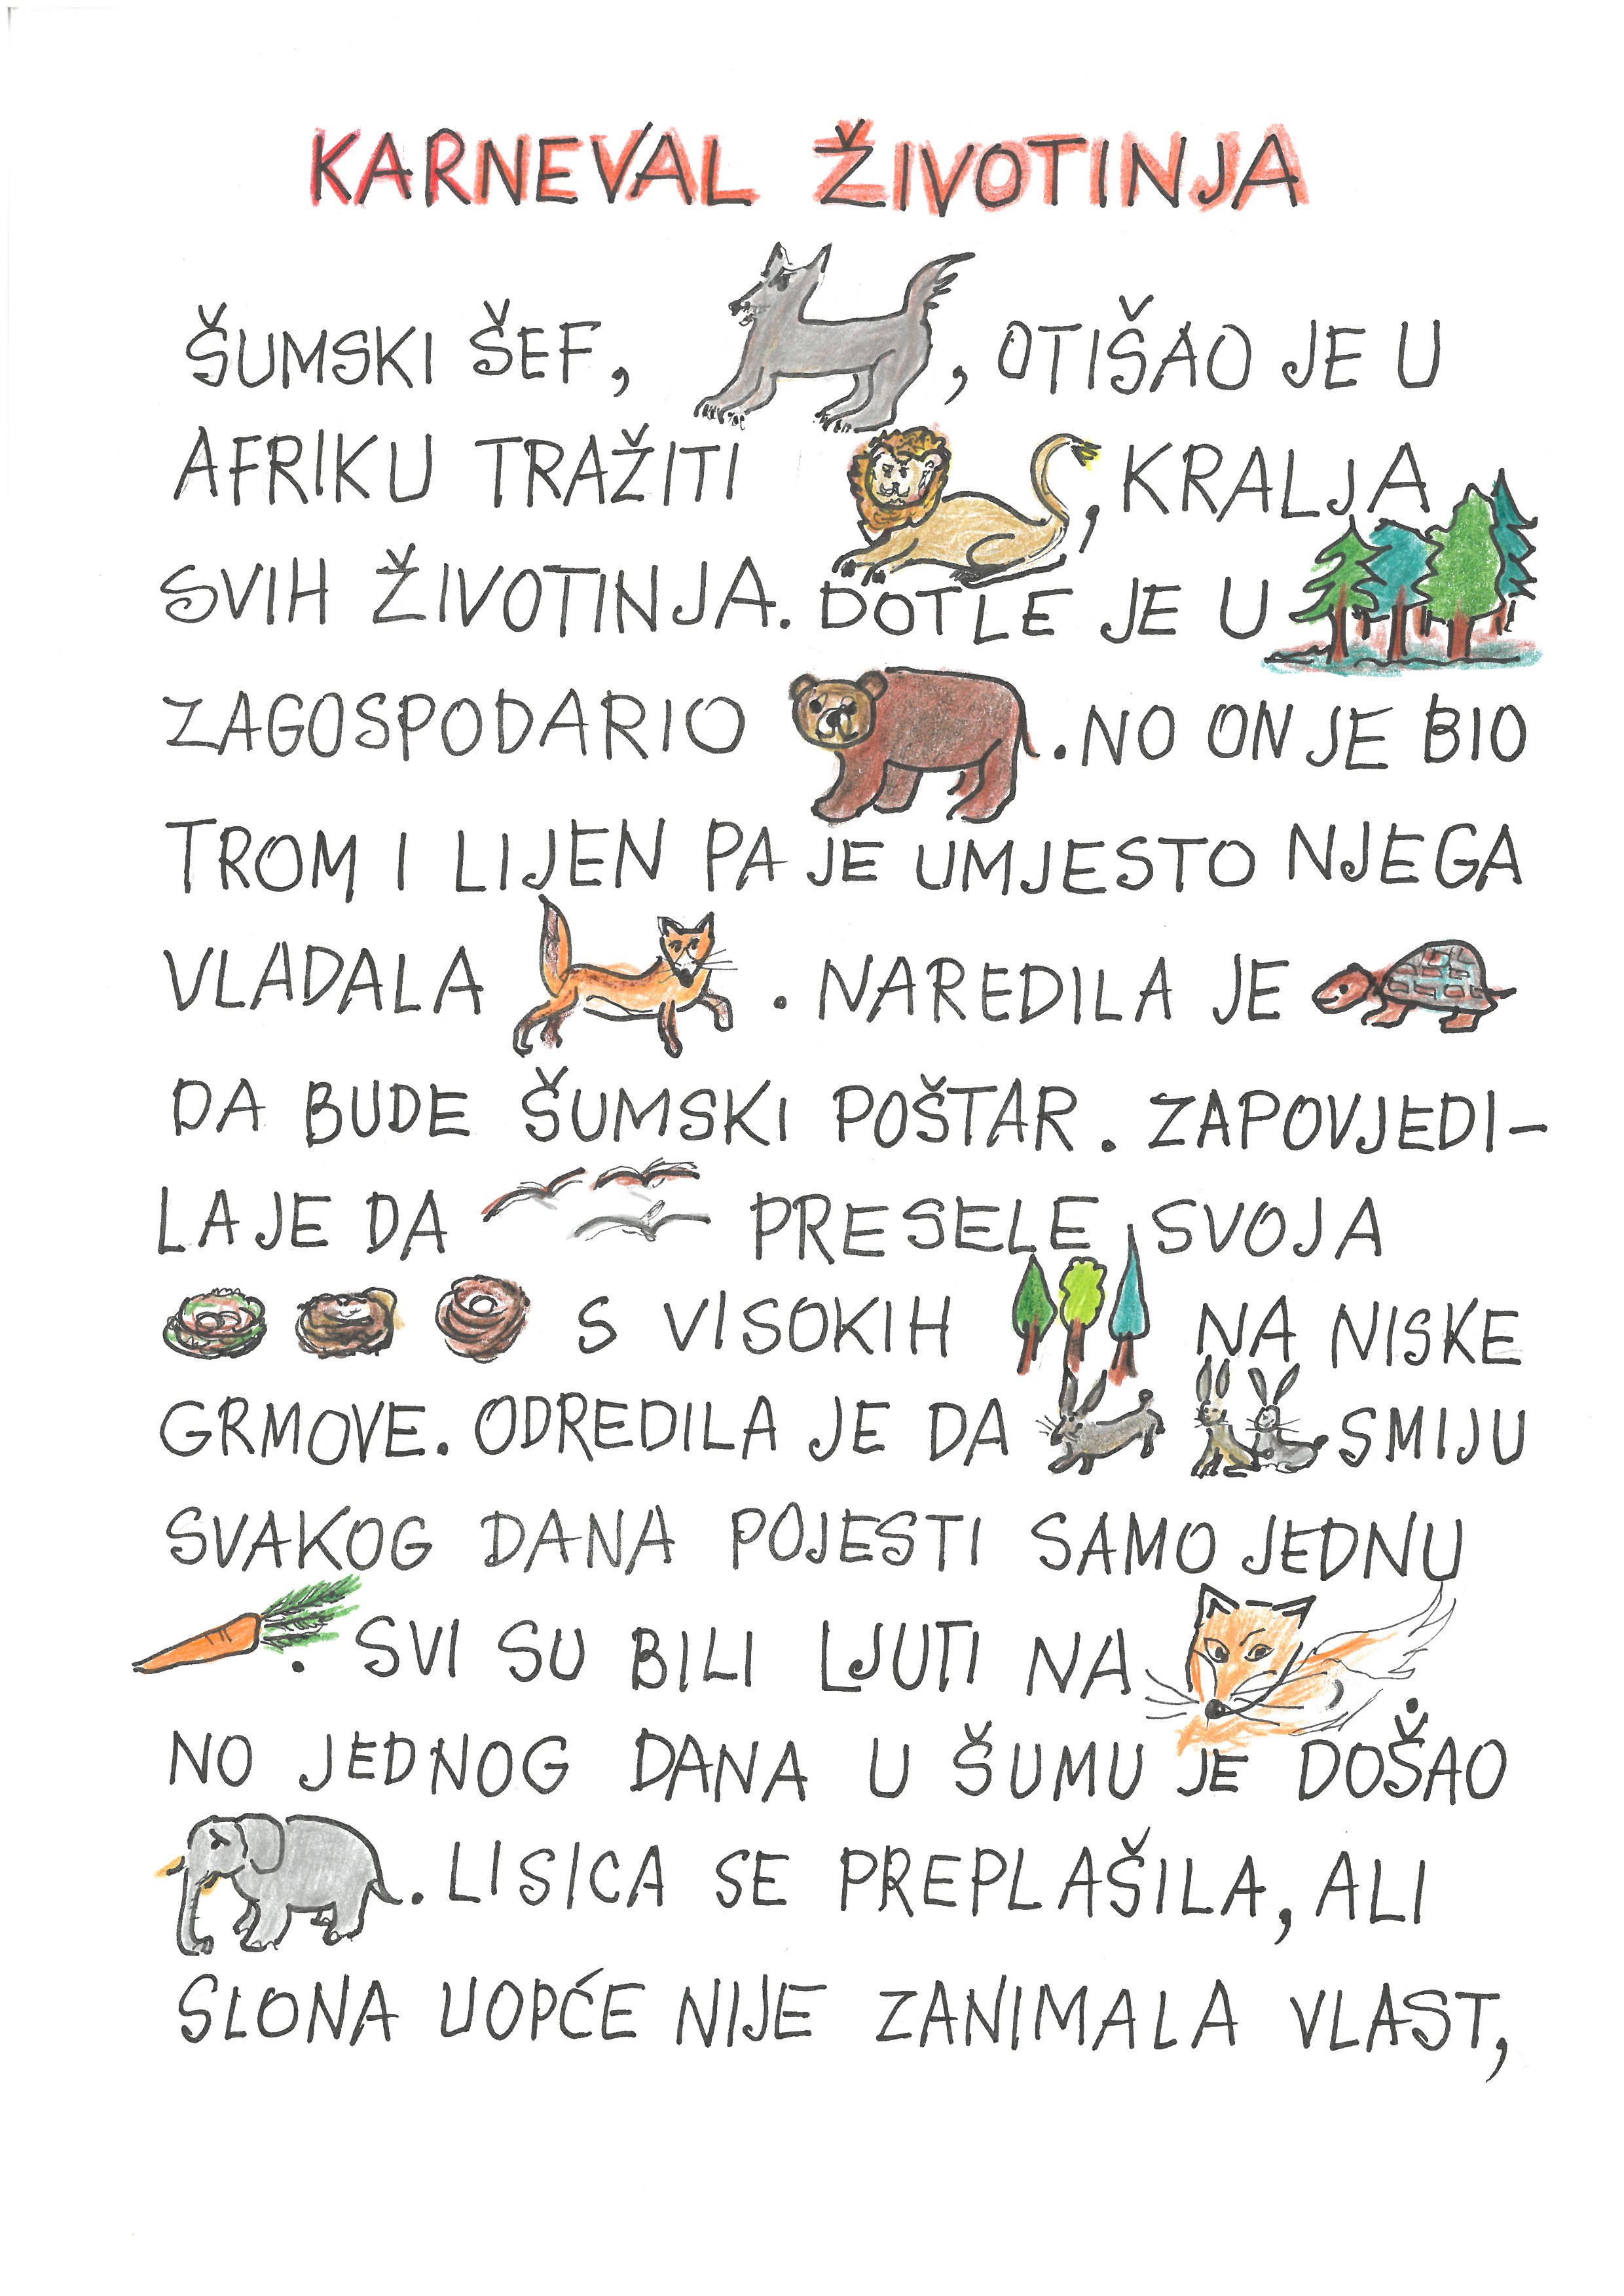 KARNEVAL ŽIVOTINJA
ŠUMSKI ŠEF, , OTIŠAO JE U
AFRIKU TRAŽITI , KRALJA
SVIH ŽIVOTINJA. DOTLE JE U
ZAGOSPODARIO . NO ON JE BIO
TROM I LIJEN PA JE UMJESTO NJEGA
VLADALA . NAREDILA JE
DA BUDE ŠUMSKI POŠTAR. ZAPOVJEDI-
LA JE DA PRESELE SVOJA
S VISOKIH NA NISKE
GRMOVE. ODREDILA JE DA SMIJU
SVAKOG DANA POJESTI SAMO JEDNU
. SVI SU BILI LJUTI NA .
NO JEDNOG DANA U ŠUMU JE DOŠAO
. LISICA SE PREPLAŠILA, ALI
SLONA UOPĆE NIJE ZANIMALA VLAST,